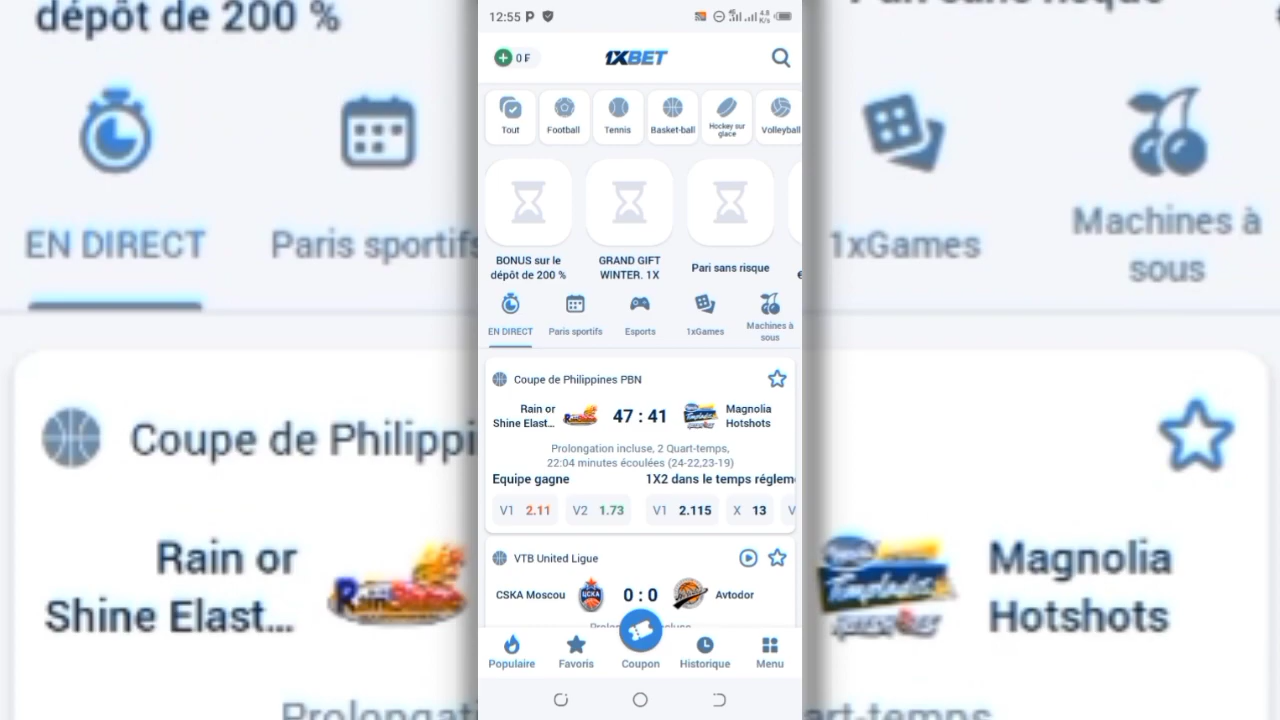 12:55 P
4G 4.8 K/s
0 F
1XBET
Tout
Football
Tennis
Basket-ball
Hockey sur
glace
Volleyball
BONUS sur le
dépôt de 200 %
GRAND GIFT
WINTER. 1X
Pari sans risque
EN DIRECT
Paris sportifs
Esports
1xGames
Machines à
sous
Coupe de Philippines PBN
Rain or
Shine Elast...
47 : 41
Magnolia
Hotshots
Prolongation incluse, 2 Quart-temps,
22:04 minutes écoulées (24-22,23-19)
Equipe gagne
1X2 dans le temps réglem
V1 2.11
V2 1.73
V1 2.115
X 13
V
VTB United Ligue
CSKA Moscou
0 : 0
Avtodor
Populaire
Favoris
Coupon
Historique
Menu
dépôt de 200 %
EN DIRECT
Paris sportifs
1xGames
Machines à
sous
Coupe de Philippi
Rain or
Shine Elast...
Magnolia
Hotshots